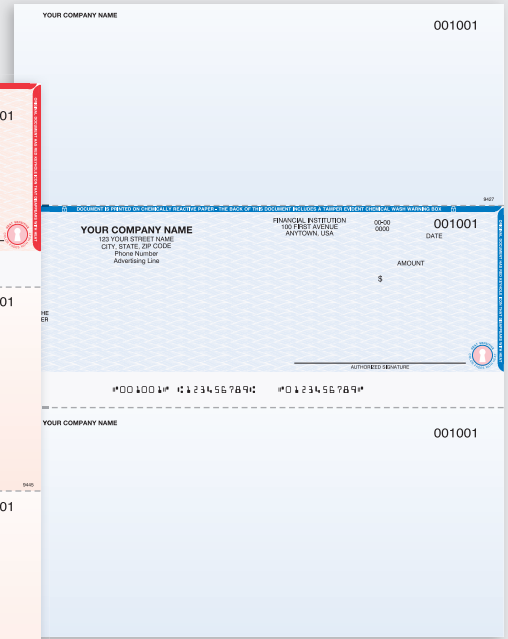 YOUR COMPANY NAME
001001
01
9427
DOCUMENT IS PRINTED ON CHEMICALLY REACTIVE PAPER - THE BACK OF THIS DOCUMENT INCLUDES A TAMPER EVIDENT CHEMICAL WASH WARNING BOX
YOUR COMPANY NAME
123 YOUR STREET NAME
CITY, STATE, ZIP CODE
Phone Number
Advertising Line
FINANCIAL INSTITUTION
100 FIRST AVENUE
ANYTOWN, USA
00-00
0000
001001
DATE
AMOUNT
$
01
HE
ER
AUTHORIZED SIGNATURE
⑈001001⑈ ⑆123456789⑆ ⑈0123456789⑈
YOUR COMPANY NAME
001001
9445
01